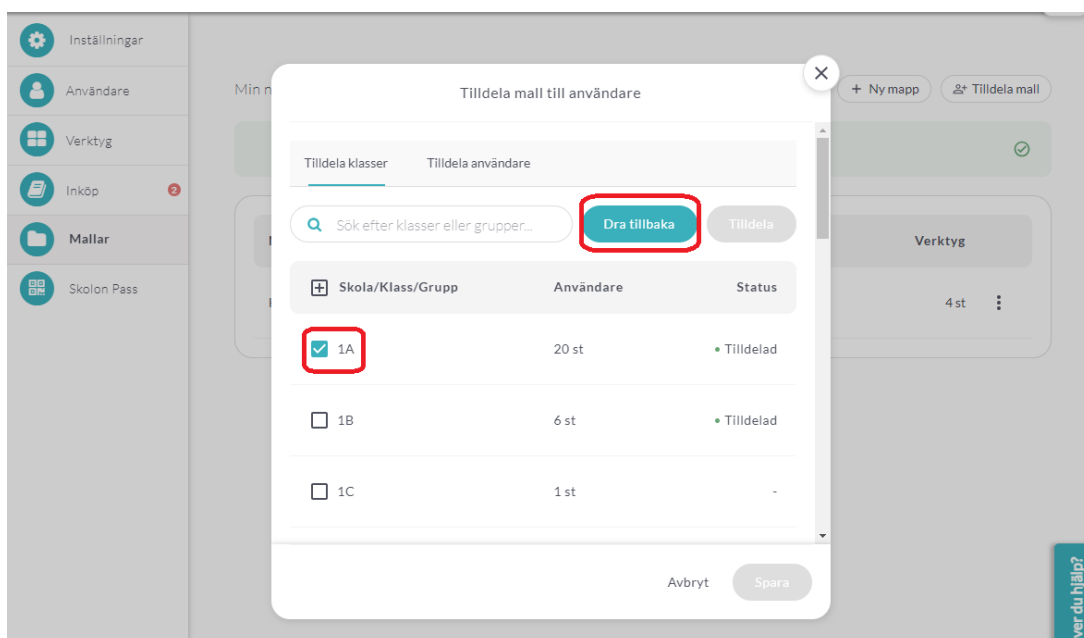 Inställningar
Användare
Verktyg
Inköp 2
Mallar
Skolon Pass
Min n
+ Ny mapp
Tilldela mall
Tilldela mall till användare
Tilldela klasser Tilldela användare
Sök efter klasser eller grupper... Dra tillbaka Tilldela
Skola/Klass/Grupp Användare Status
1A 20 st • Tilldelad
1B 6 st • Tilldelad
1C 1 st -
Verktyg
4 st
Avbryt Spara
ver du hjälp?